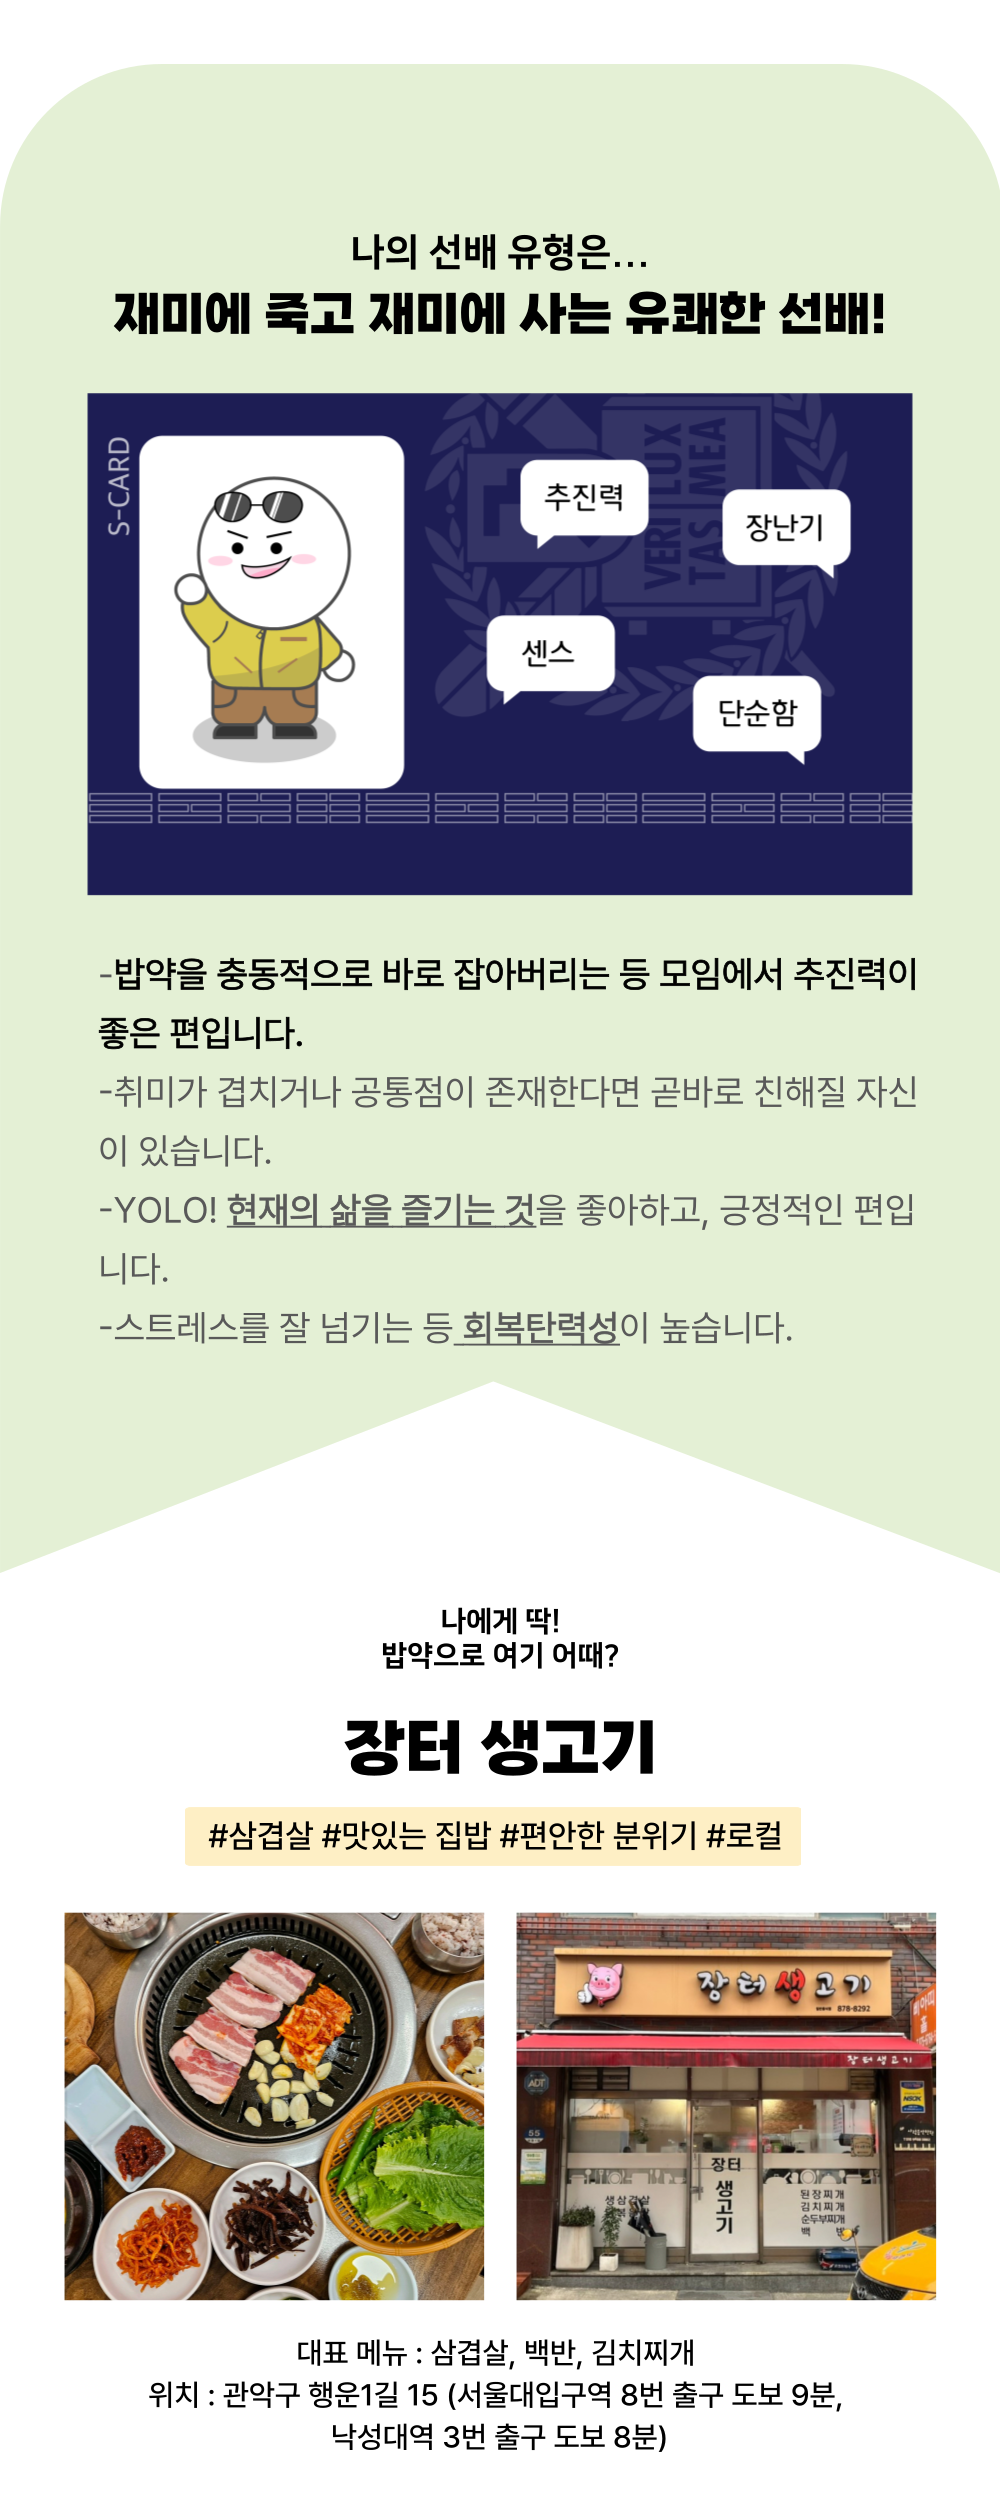 나의 선배 유형은...
재미에 죽고 재미에 사는 유쾌한 선배!
S-CARD
VERI LUX
TAS MEA
추진력
장난기
센스
단순함
-밥약을 충동적으로 바로 잡아버리는 등 모임에서 추진력이
좋은 편입니다.
-취미가 겹치거나 공통점이 존재한다면 곧바로 친해질 자신
이 있습니다.
-YOLO! 현재의 삶을 즐기는 것을 좋아하고, 긍정적인 편입
니다.
-스트레스를 잘 넘기는 등 회복탄력성이 높습니다.
나에게 딱!
밥약으로 여기 어때?
장터 생고기
#삼겹살 #맛있는 집밥 #편안한 분위기 #로컬
장터생고기
878-8292
장터생고기
ADT
55
장터
생고기
생삼겹살
된장찌개
김치찌개
순두부찌개
백 반
대표 메뉴 : 삼겹살, 백반, 김치찌개
위치 : 관악구 행운1길 15 (서울대입구역 8번 출구 도보 9분,
낙성대역 3번 출구 도보 8분)